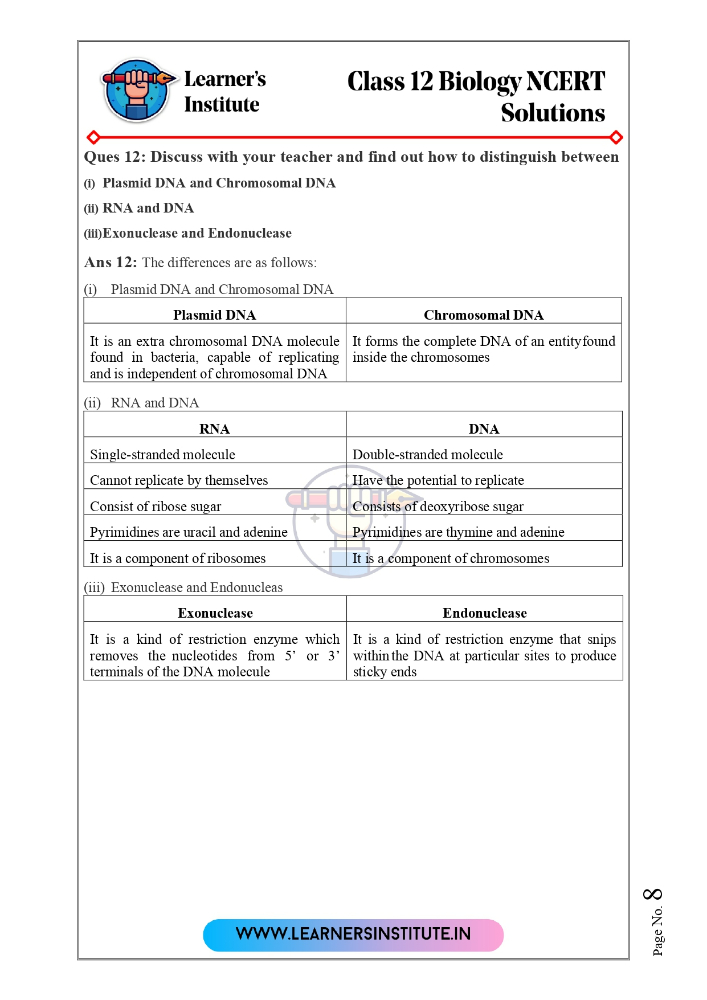 Learner's
Institute
Class 12 Biology NCERT
Solutions
Ques 12: Discuss with your teacher and find out how to distinguish between
(i) Plasmid DNA and Chromosomal DNA
(ii) RNA and DNA
(iii)Exonuclease and Endonuclease
Ans 12: The differences are as follows:
(i) Plasmid DNA and Chromosomal DNA
Plasmid DNA
Chromosomal DNA
It is an extra chromosomal DNA molecule
found in bacteria, capable of replicating
and is independent of chromosomal DNA
It forms the complete DNA of an entityfound
inside the chromosomes
(ii) RNA and DNA
RNA
DNA
Single-stranded molecule
Double-stranded molecule
Cannot replicate by themselves
Have the potential to replicate
Consist of ribose sugar
Consists of deoxyribose sugar
Pyrimidines are uracil and adenine
Pyrimidines are thymine and adenine
It is a component of ribosomes
It is a component of chromosomes
(iii) Exonuclease and Endonucleas
Exonuclease
Endonuclease
It is a kind of restriction enzyme which
removes the nucleotides from 5’ or 3’
terminals of the DNA molecule
It is a kind of restriction enzyme that snips
within the DNA at particular sites to produce
sticky ends
Page No. 8
WWW.LEARNERSINSTITUTE.IN